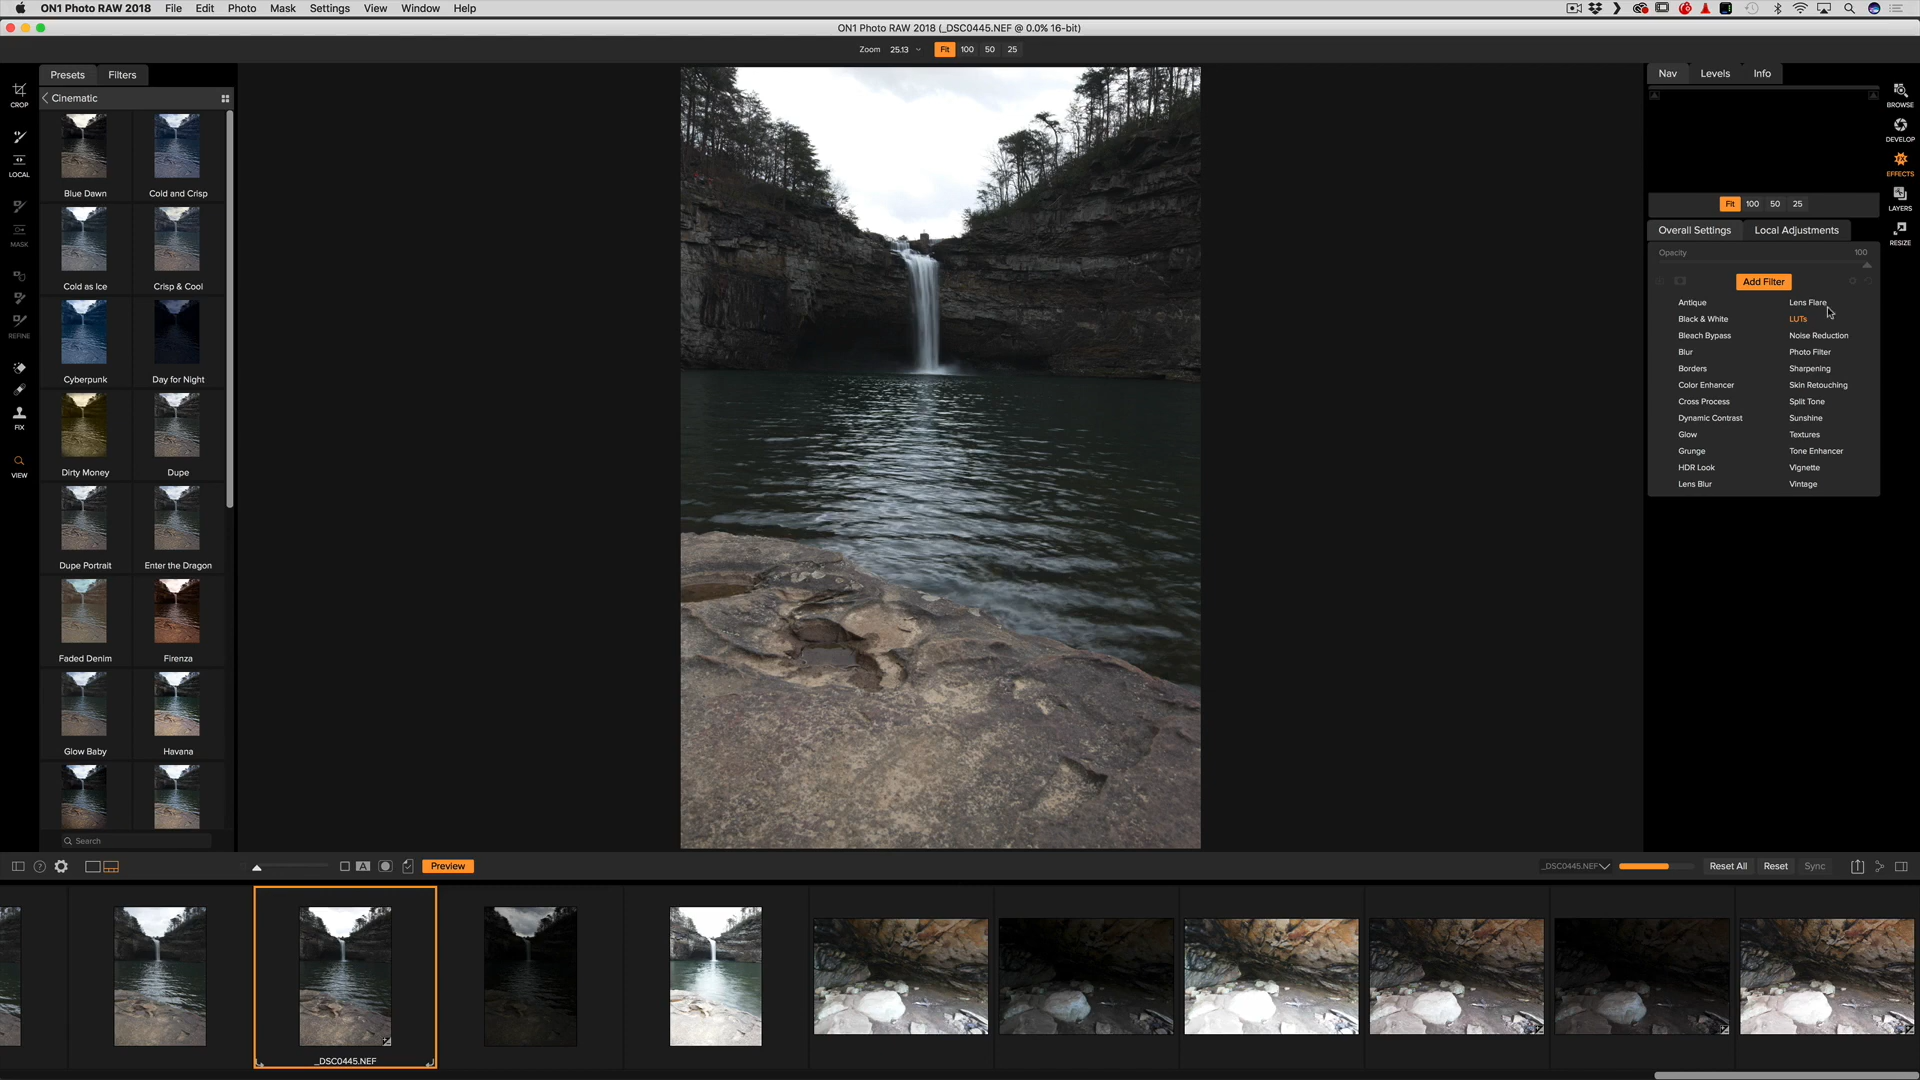 ON1 Photo RAW 2018 File Edit Photo Mask Settings View Window Help
ON1 Photo RAW 2018 (_DSC0445.NEF @ 0.0% 16-bit)
Zoom 25.13 Fit 100 50 25
Presets Filters
Cinematic
Blue Dawn Cold and Crisp
Cold as Ice Crisp & Cool
Cyberpunk Day for Night
Dirty Money Dupe
Dupe Portrait Enter the Dragon
Faded Denim Firenza
Glow Baby Havana
Search
CROP
LOCAL
MASK
REFINE
FIX
VIEW
Nav Levels Info
Fit 100 50 25
Overall Settings Local Adjustments
Opacity 100
Add Filter
Antique Lens Flare
Black & White LUTs
Bleach Bypass Noise Reduction
Blur Photo Filter
Borders Sharpening
Color Enhancer Skin Retouching
Cross Process Split Tone
Dynamic Contrast Sunshine
Glow Textures
Grunge Tone Enhancer
HDR Look Vignette
Lens Blur Vintage
BROWSE
DEVELOP
EFFECTS
LAYERS
RESIZE
A Preview _DSC0445.NEF Reset All Reset Sync
_DSC0445.NEF